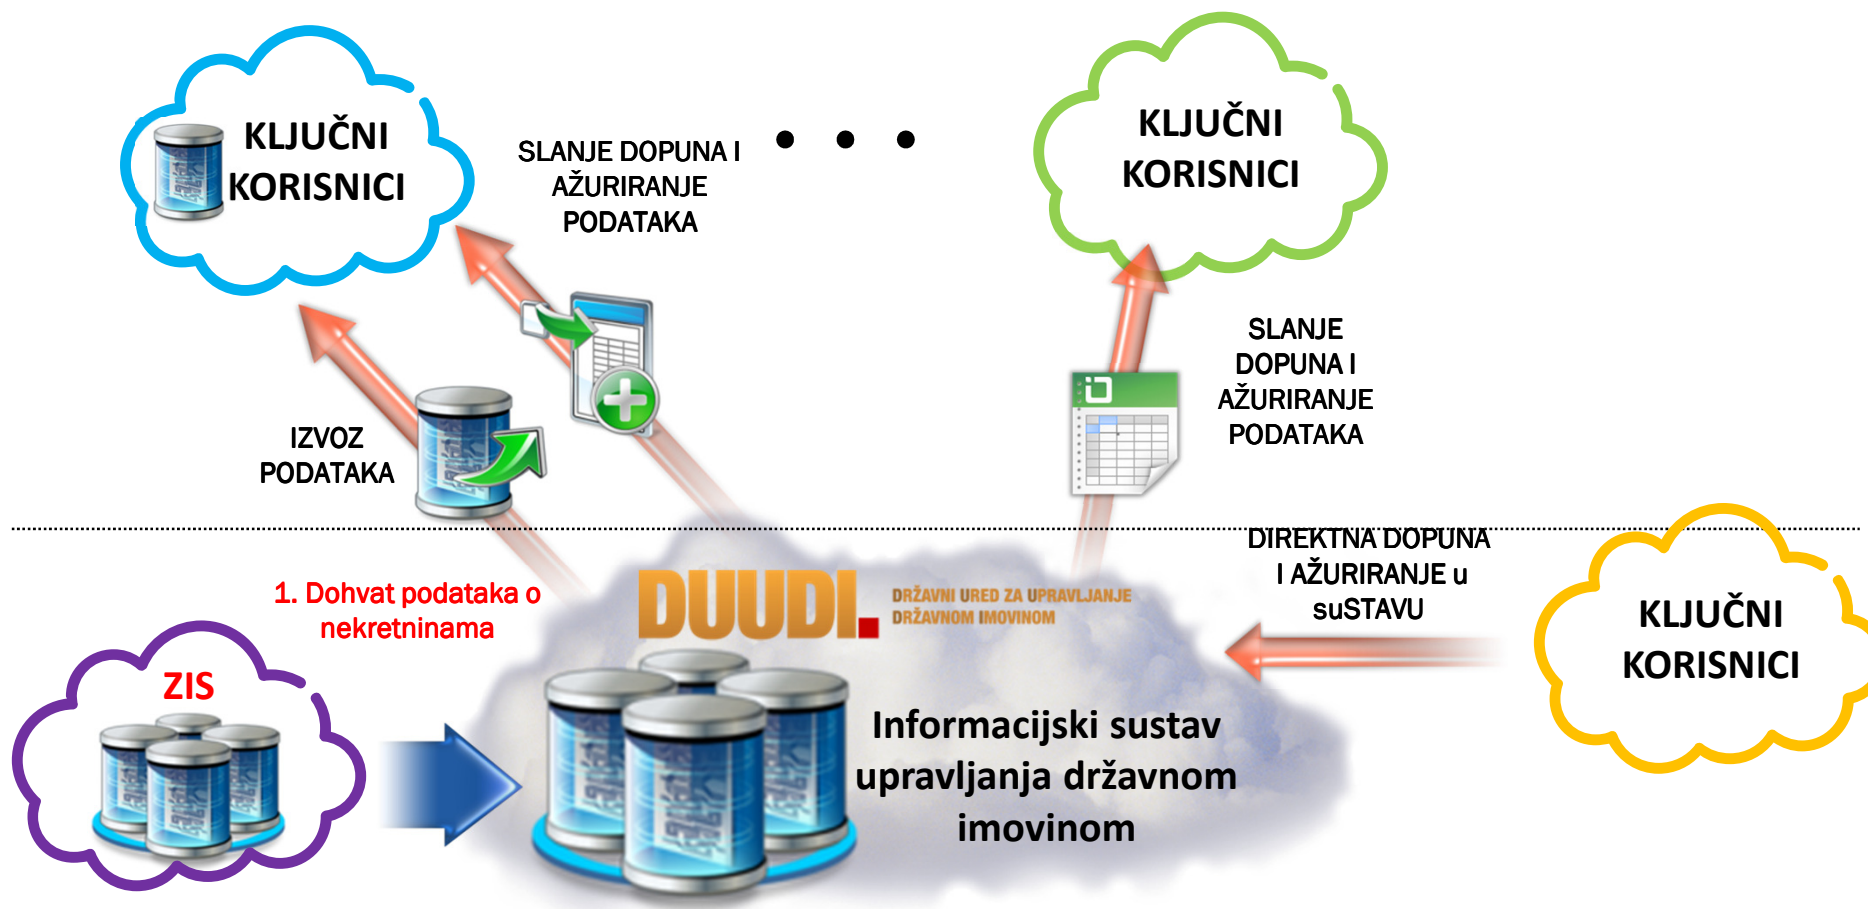 KLJUČNI
KORISNICI
SLANJE DOPUNA I
AŽURIRANJE
PODATAKA
KLJUČNI
KORISNICI
SLANJE
DOPUNA I
AŽURIRANJE
PODATAKA
IZVOZ
PODATAKA
DIREKTNA DOPUNA
I AŽURIRANJE u
suSTAVU
1. Dohvat podataka o
nekretninama
DUUDI.
DRŽAVNI URED ZA UPRAVLJANJE
DRŽAVNOM IMOVINOM
KLJUČNI
KORISNICI
ZIS
Informacijski sustav
upravljanja državnom
imovinom